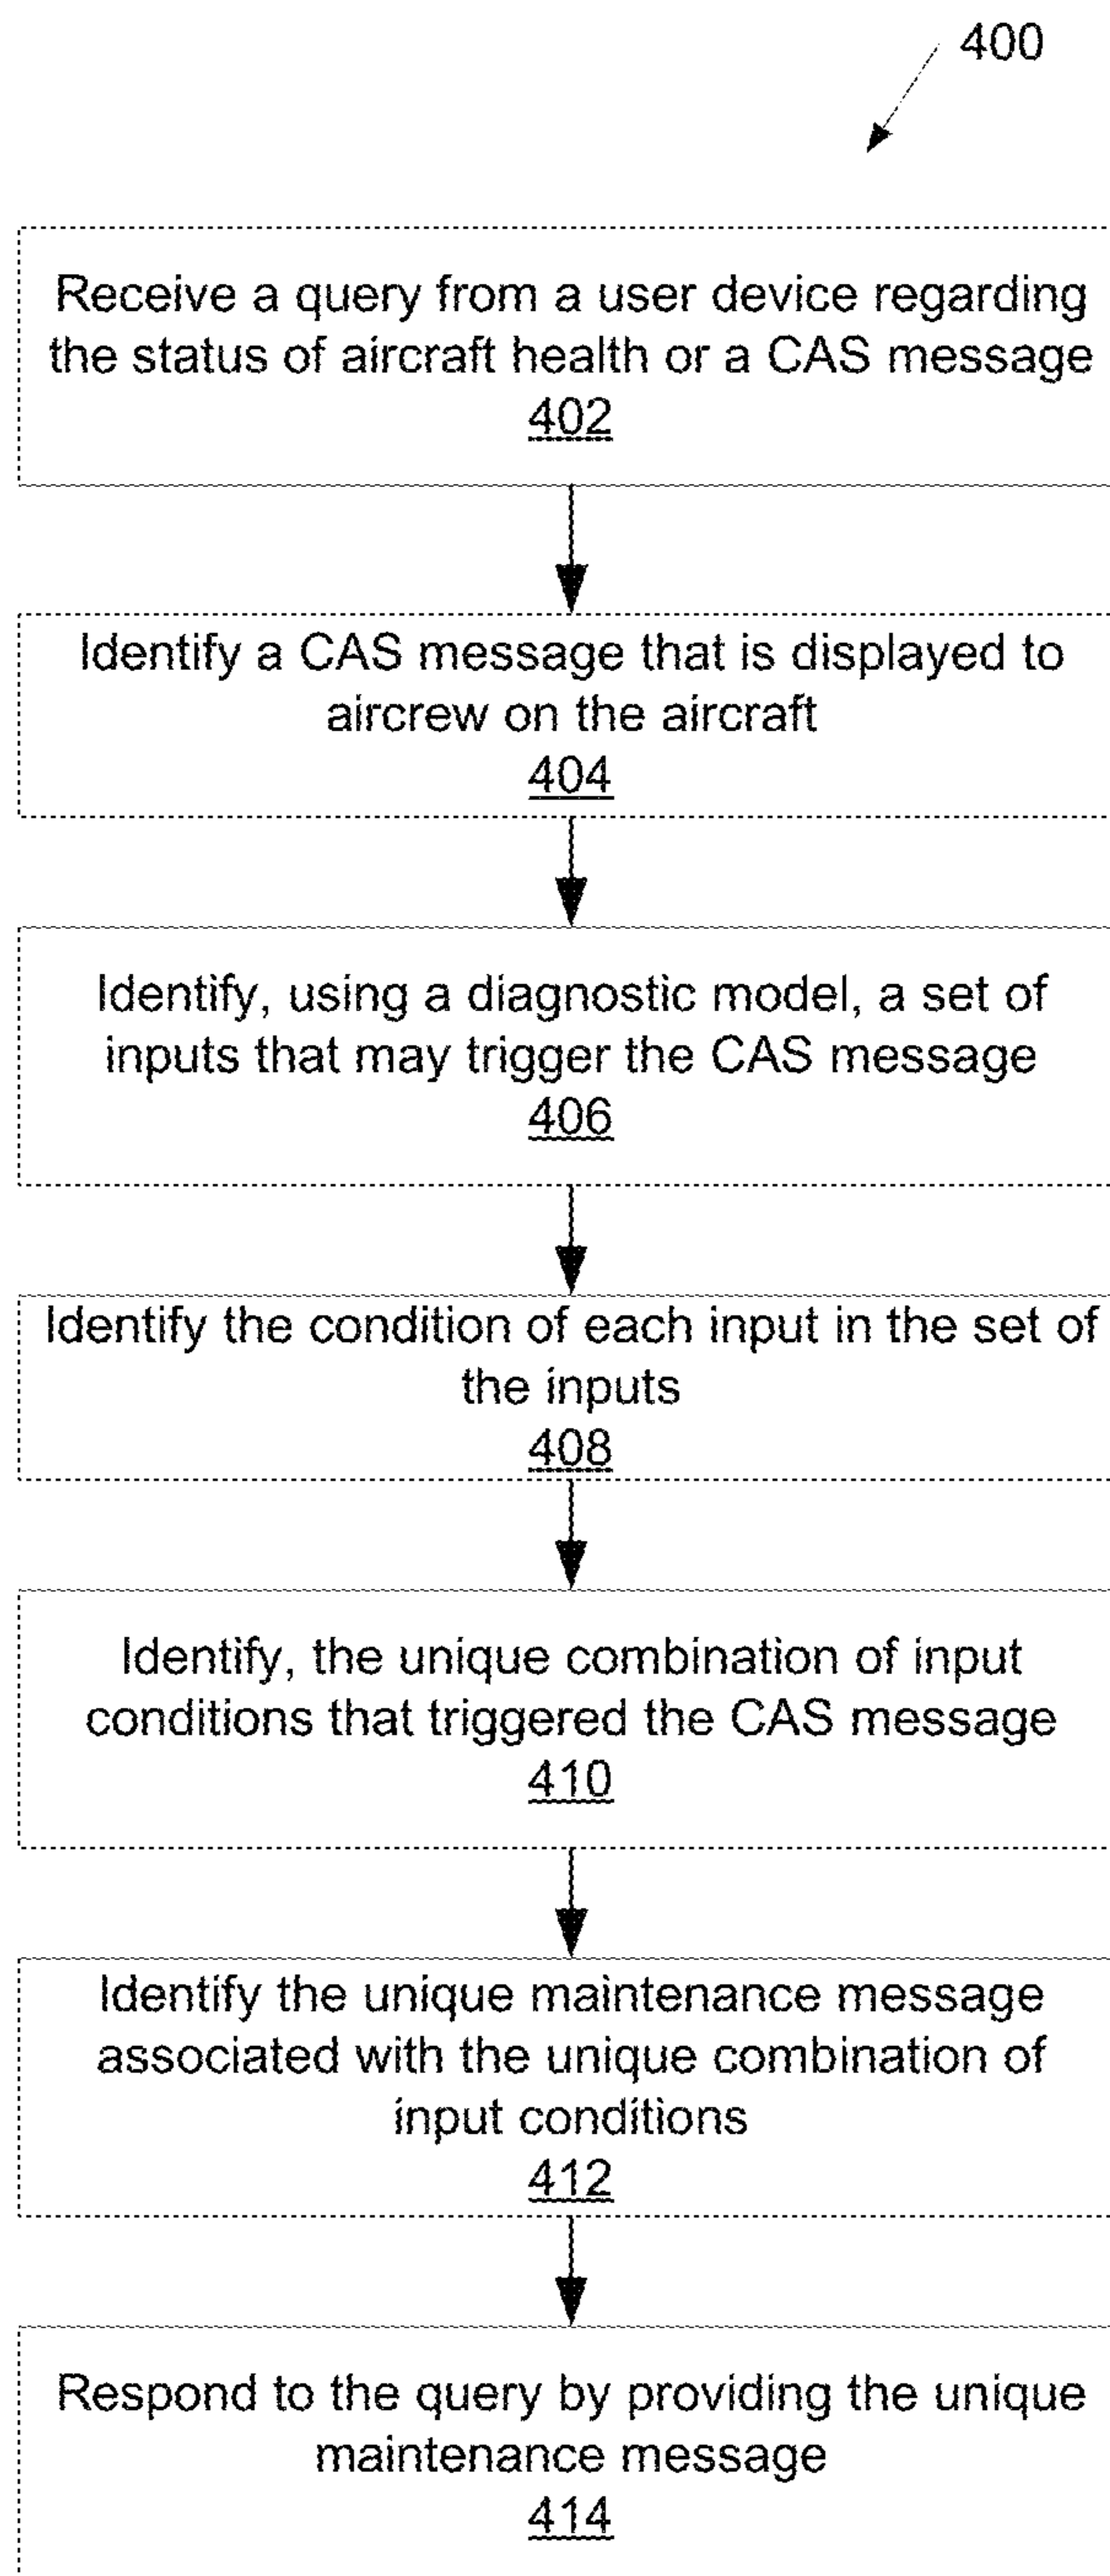 400
Receive a query from a user device regarding
the status of aircraft health or a CAS message
402
Identify a CAS message that is displayed to
aircrew on the aircraft
404
Identify, using a diagnostic model, a set of
inputs that may trigger the CAS message
406
Identify the condition of each input in the set of
the inputs
408
Identify, the unique combination of input
conditions that triggered the CAS message
410
Identify the unique maintenance message
associated with the unique combination of
input conditions
412
Respond to the query by providing the unique
maintenance message
414